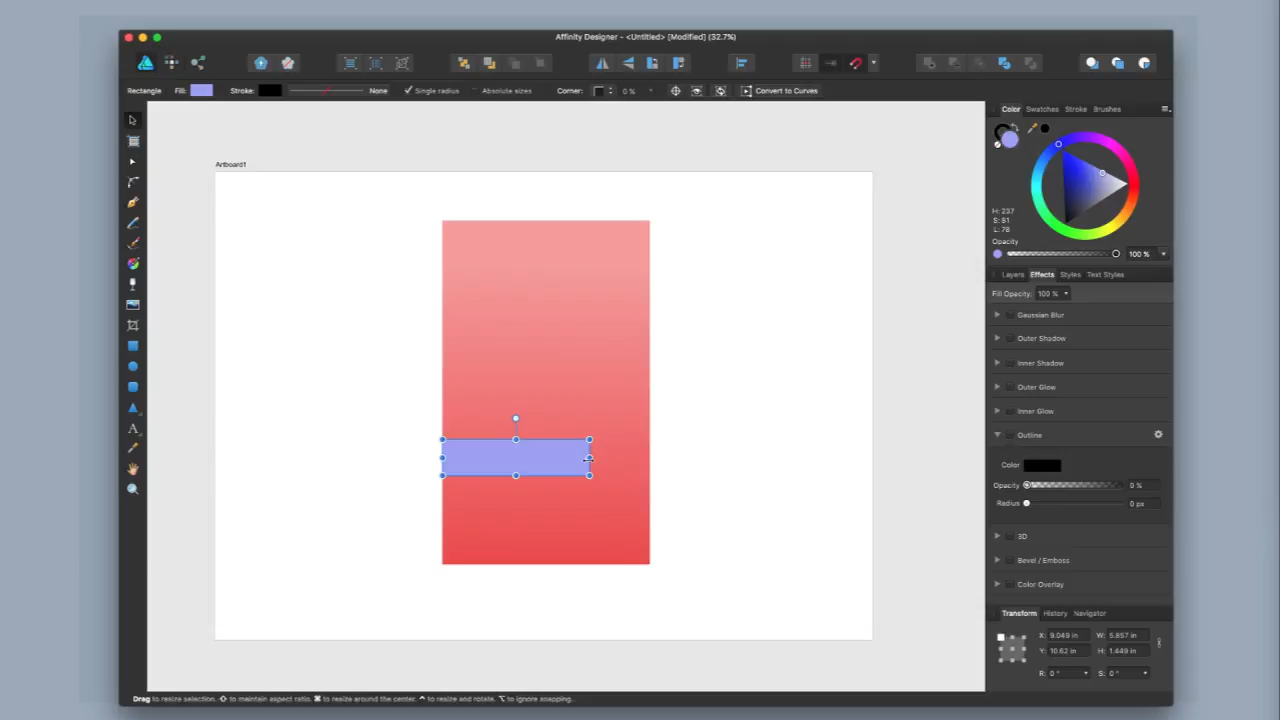 Affinity Designer - <Untitled> [Modified] (32.7%)
Rectangle Fill: Stroke: None Single radius Absolute sizes Corner: 0 % Convert to Curves
Artboard1
Color Swatches Stroke Brushes
H: 237
S: 81
L: 78
Opacity
100 %
Layers Effects Styles Text Styles
Fill Opacity: 100 %
Gaussian Blur
Outer Shadow
Inner Shadow
Outer Glow
Inner Glow
Outline
Color
Opacity 0 %
Radius 0 px
3D
Bevel / Emboss
Color Overlay
Transform History Navigator
X: 9.049 in W: 5.857 in
Y: 10.62 in H: 1.449 in
R: 0 ° S: 0 °
Drag to resize selection. ⇧ to maintain aspect ratio. ⌘ to resize around the center. ⌃ to resize and rotate. ⌥ to ignore snapping.